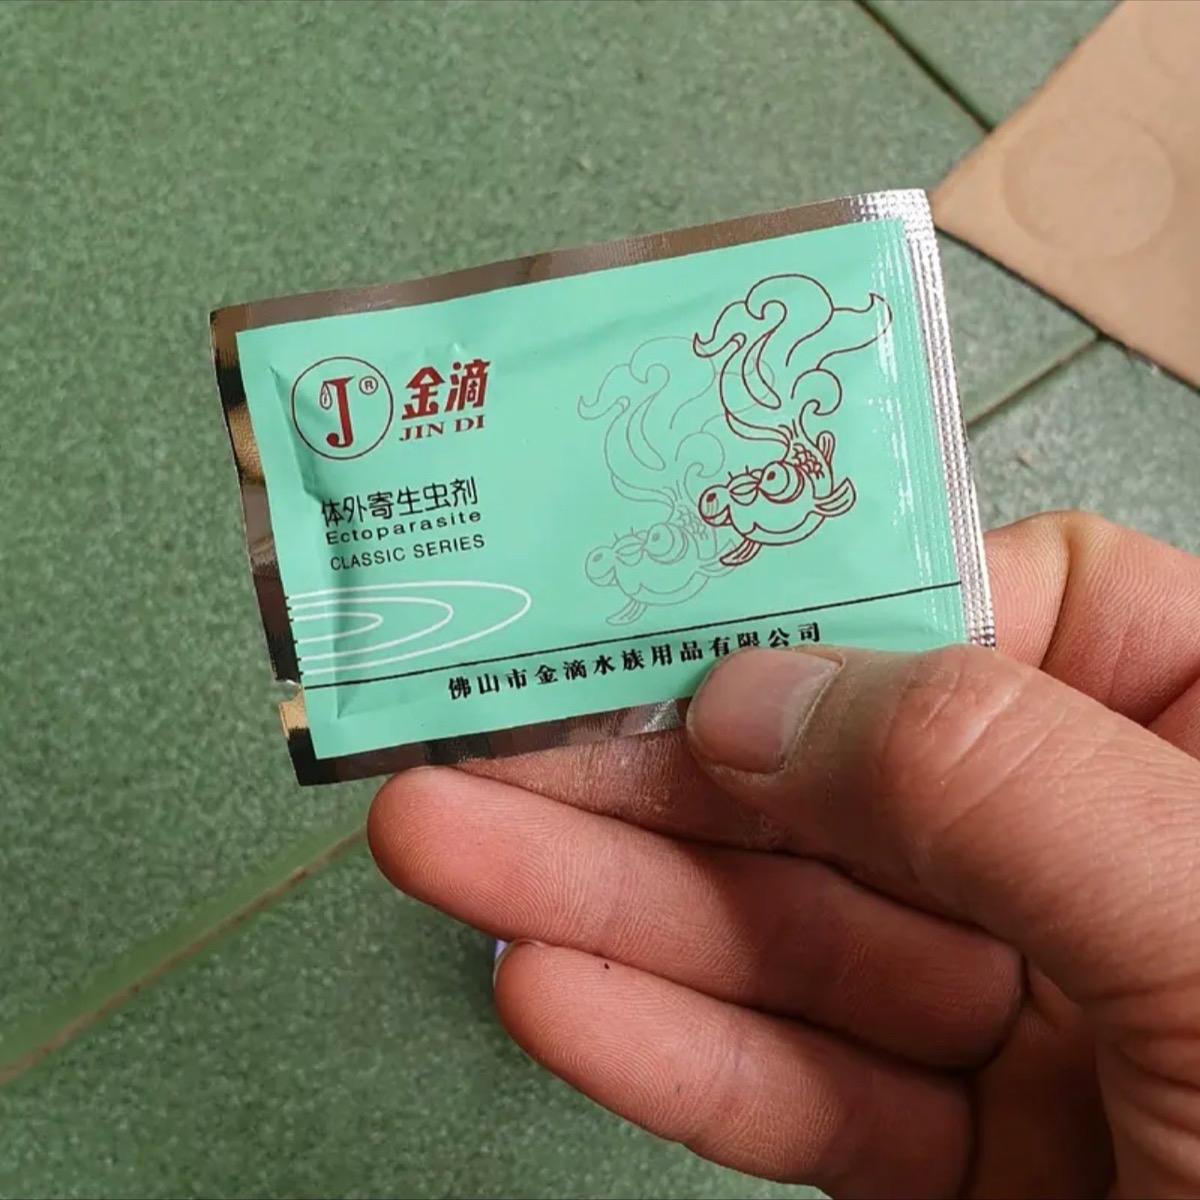 J®
金滴
JIN DI
体外寄生虫剂
Ectoparasite
CLASSIC SERIES
佛山市金滴水族用品有限公司